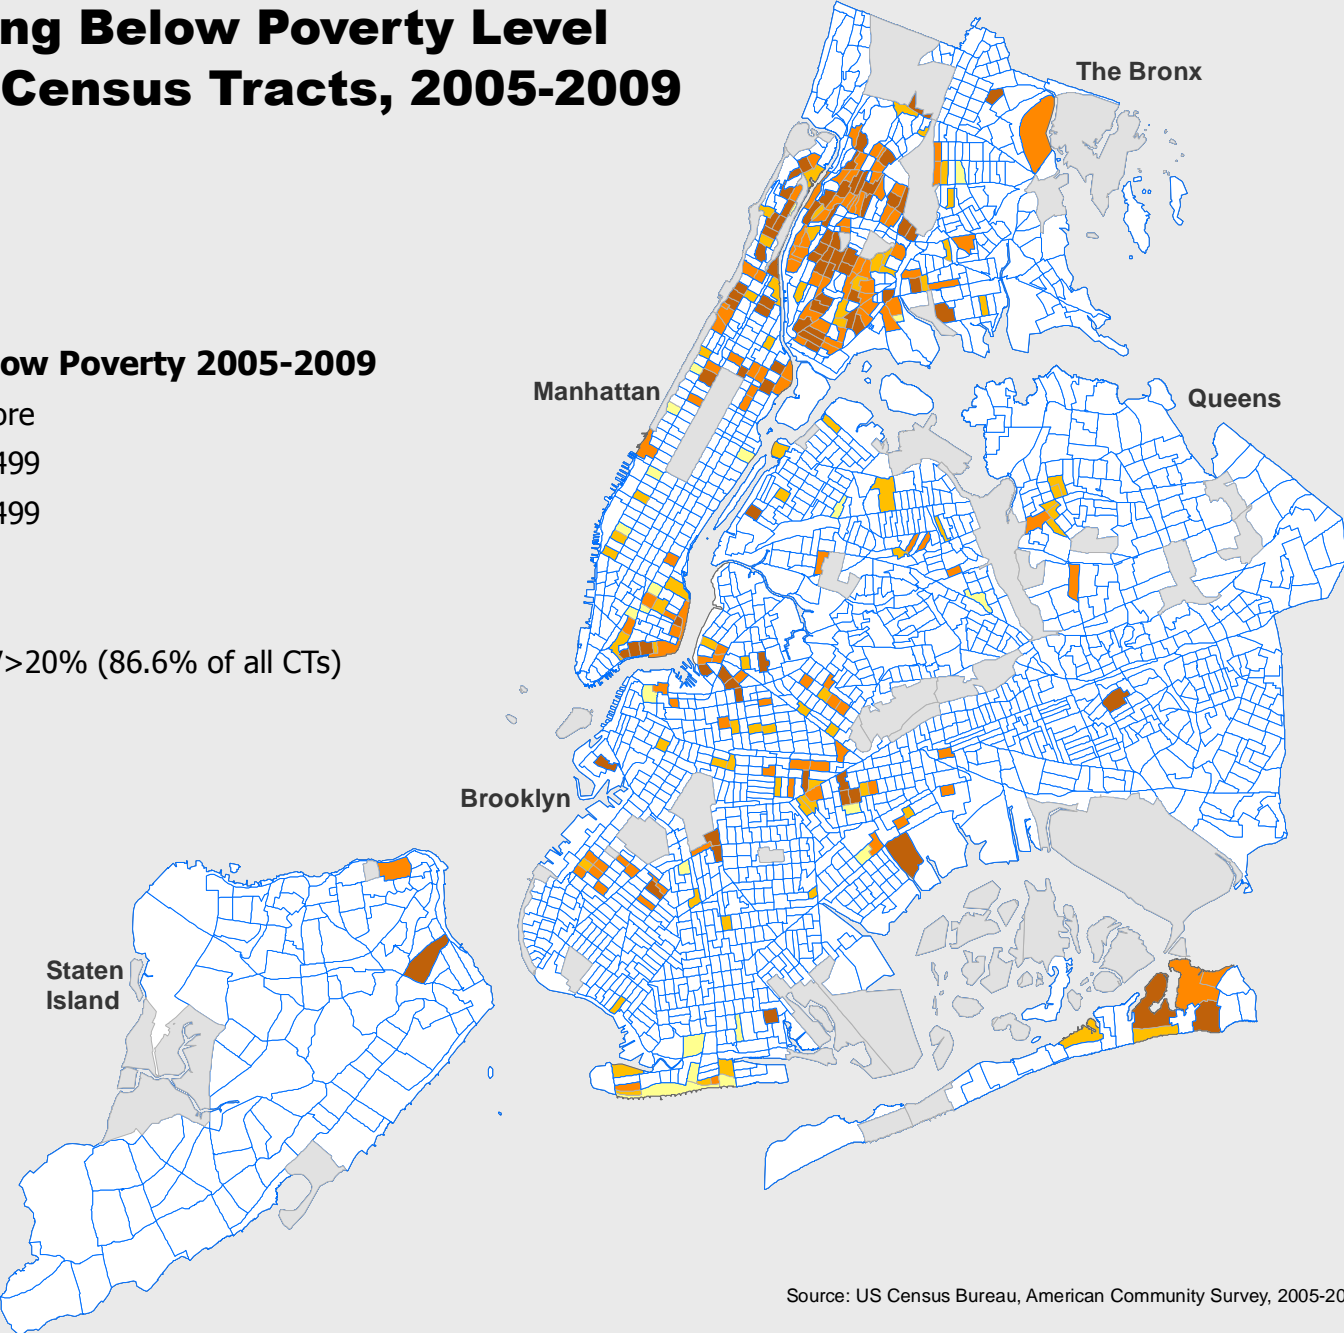 ng Below Poverty Level
Census Tracts, 2005-2009
The Bronx
ow Poverty 2005-2009
Manhattan
Queens
ore
499
499
>20% (86.6% of all CTs)
Brooklyn
Staten
Island
Source: US Census Bureau, American Community Survey, 2005-20